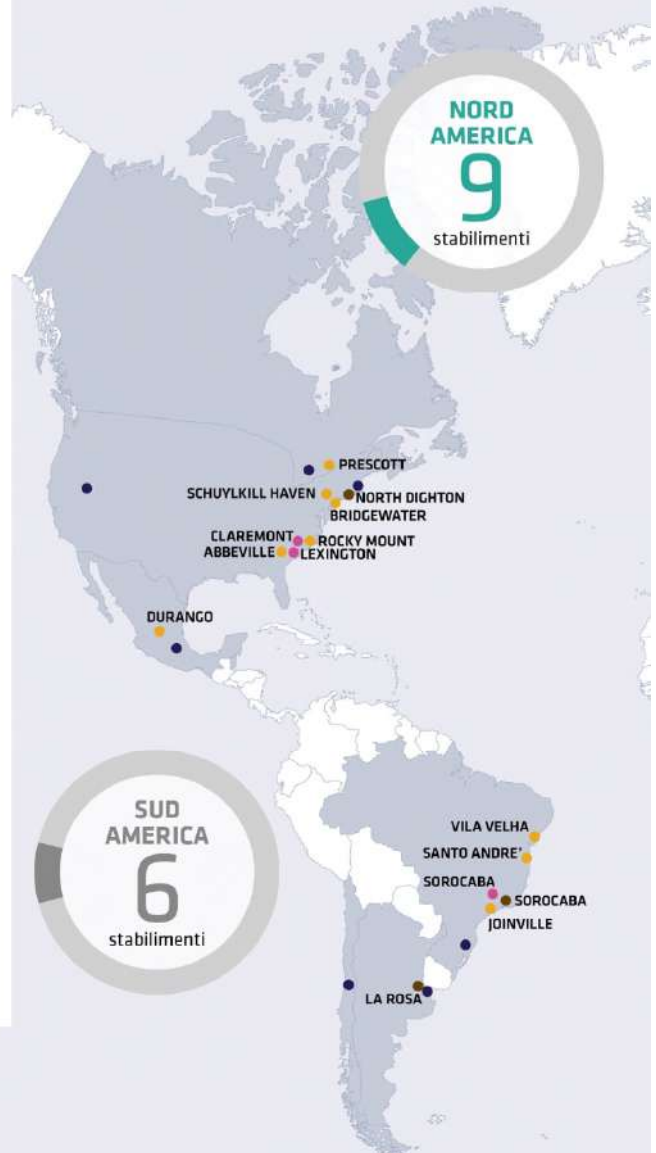 NORD
AMERICA
9
stabilimenti
PRESCOTT
SCHUYLKILL HAVEN
NORTH DIGHTON
BRIDGEWATER
CLAREMONT
ROCKY MOUNT
ABBEVILLE
LEXINGTON
DURANGO
SUD
AMERICA
6
stabilimenti
VILA VELHA
SANTO ANDRE'
SOROCABA
SOROCABA
JOINVILLE
LA ROSA